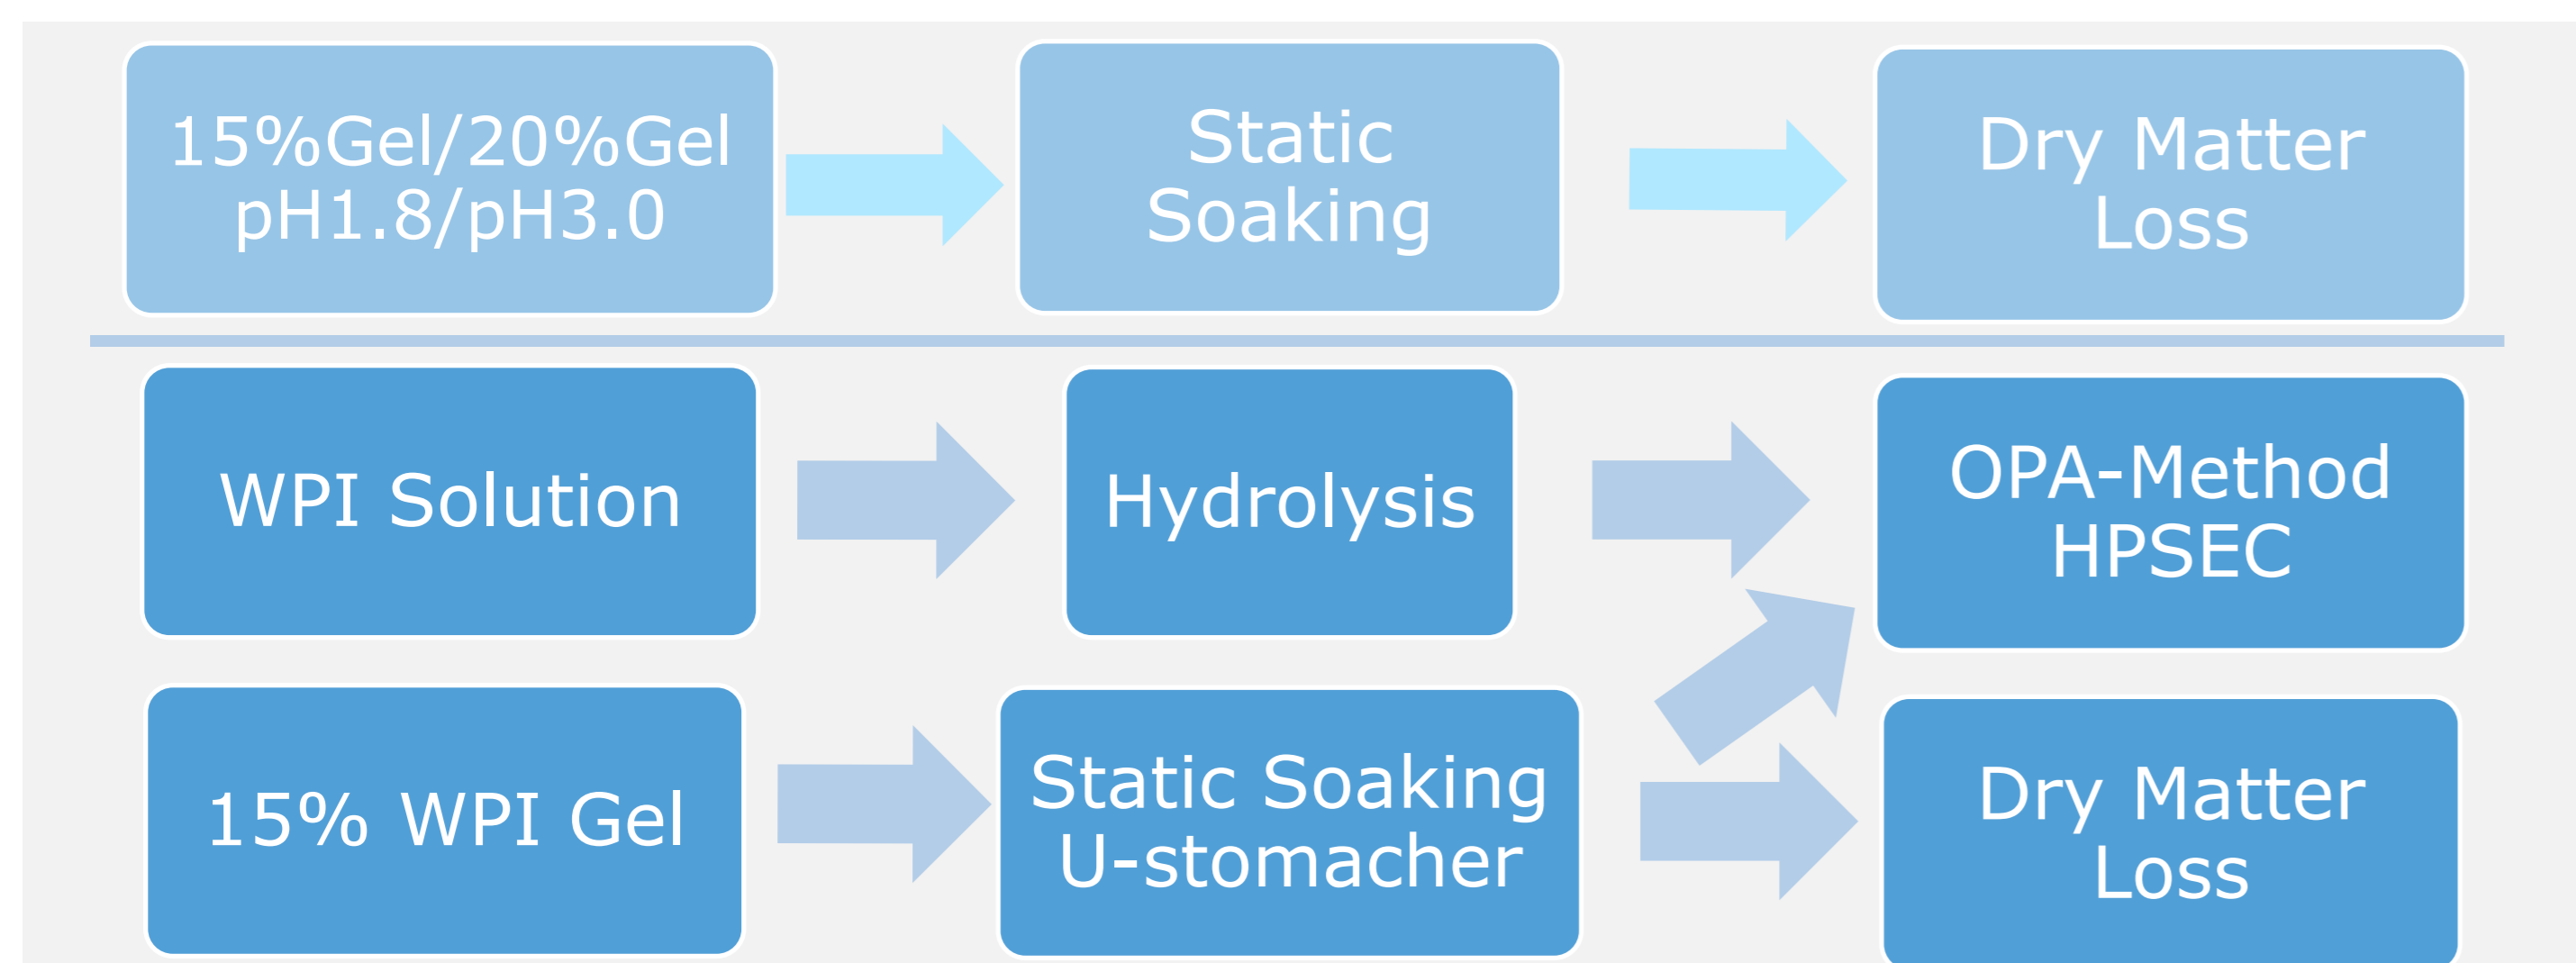 15%Gel/20%Gel
pH1.8/pH3.0
Static
Soaking
Dry Matter
Loss
WPI Solution
Hydrolysis
OPA-Method
HPSEC
15% WPI Gel
Static Soaking
U-stomacher
Dry Matter
Loss